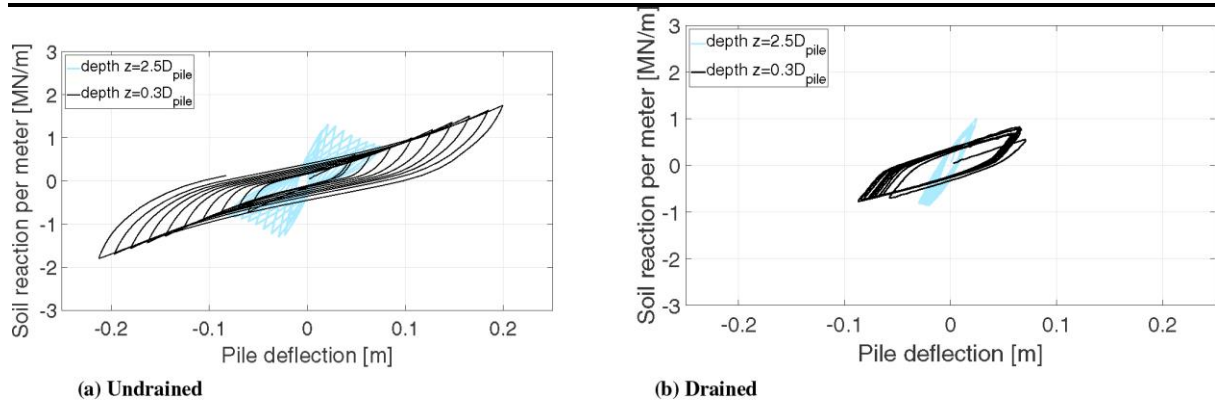 Soil reaction per meter [MN/m]
3
2
1
0
-1
-2
-3
depth z=2.5D_pile
depth z=0.3D_pile
-0.2 -0.1 0 0.1 0.2
Pile deflection [m]
(a) Undrained
Soil reaction per meter [MN/m]
3
2
1
0
-1
-2
-3
depth z=2.5D_pile
depth z=0.3D_pile
-0.2 -0.1 0 0.1 0.2
Pile deflection [m]
(b) Drained